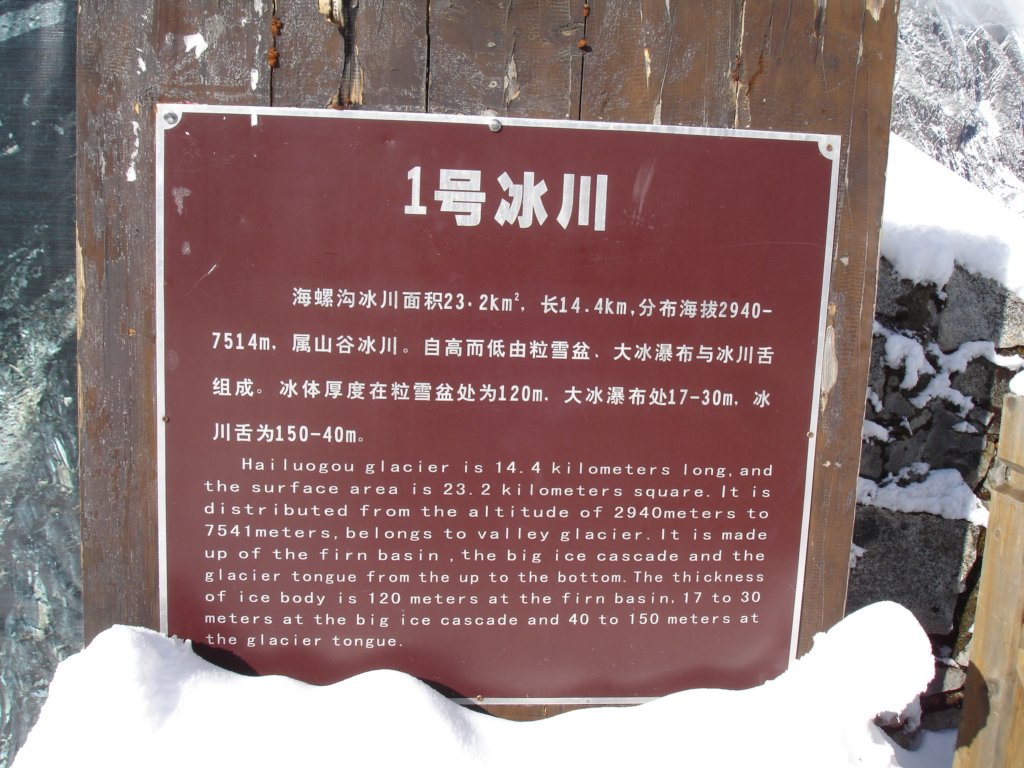 1号冰川
海螺沟冰川面积23.2km²，长14.4km,分布海拔2940-
7514m，属山谷冰川。自高而低由粒雪盆、大冰瀑布与冰川舌
组成。冰体厚度在粒雪盆处为120m．大冰瀑布处17-30m，冰
川舌为150-40m。
Hailuogou glacier is 14.4 kilometers long, and
the surface area is 23.2 kilometers square. It is
distributed from the altitude of 2940meters to
7541meters, belongs to valley glacier. It is made
up of the firn basin , the big ice cascade and the
glacier tongue from the up to the bottom. The thickness
of ice body is 120 meters at the firn basin, 17 to 30
meters at the big ice cascade and 40 to 150 meters at
the glacier tongue.